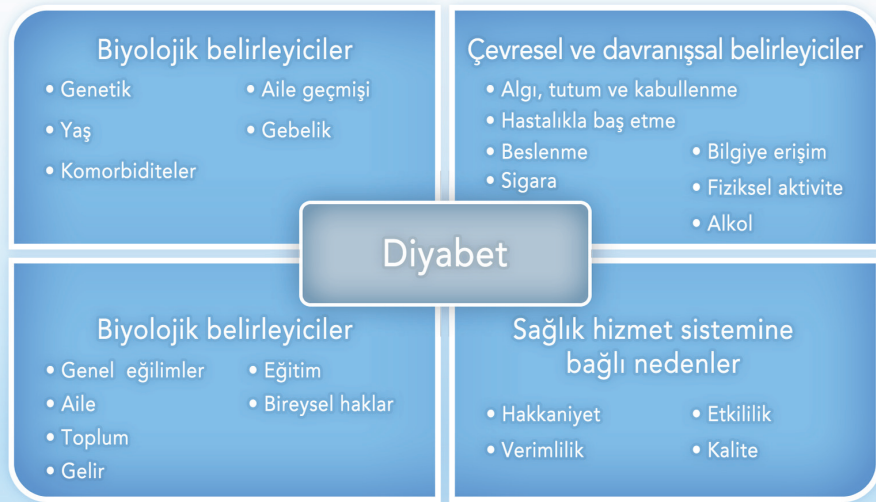 Biyolojik belirleyiciler
• Genetik
• Yaş
• Komorbiditeler
• Aile geçmişi
• Gebelik
Çevresel ve davranışsal belirleyiciler
• Algı, tutum ve kabullenme
• Hastalıkla baş etme
• Beslenme
• Sigara
• Bilgiye erişim
• Fiziksel aktivite
• Alkol
Diyabet
Biyolojik belirleyiciler
• Genel eğilimler
• Aile
• Toplum
• Gelir
• Eğitim
• Bireysel haklar
Sağlık hizmet sistemine
bağlı nedenler
• Hakkaniyet
• Verimlilik
• Etkililik
• Kalite